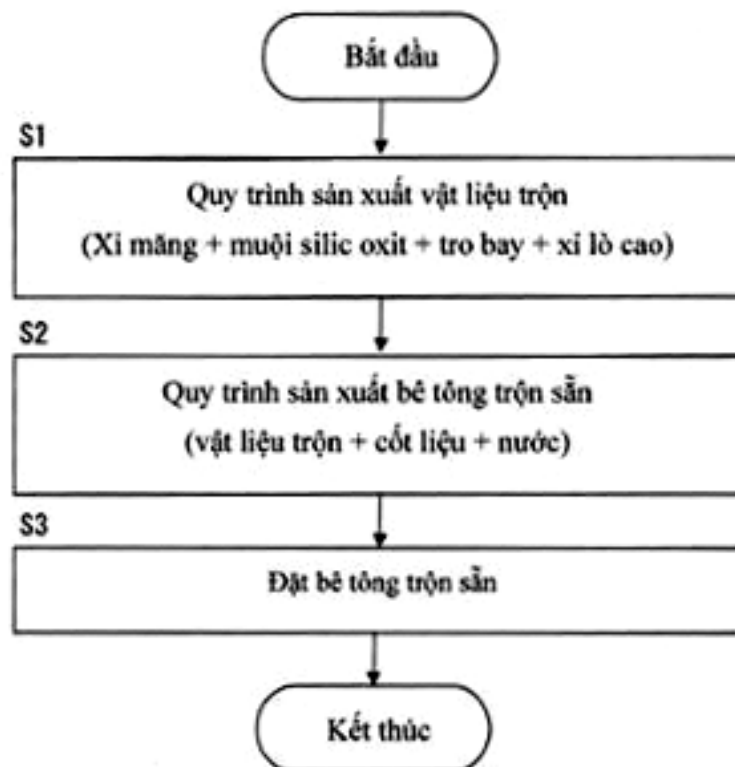 Bắt đầu
S1
Quy trình sản xuất vật liệu trộn
(Xi măng + muội silic oxit + tro bay + xỉ lò cao)
S2
Quy trình sản xuất bê tông trộn sẵn
(vật liệu trộn + cốt liệu + nước)
S3
Đặt bê tông trộn sẵn
Kết thúc